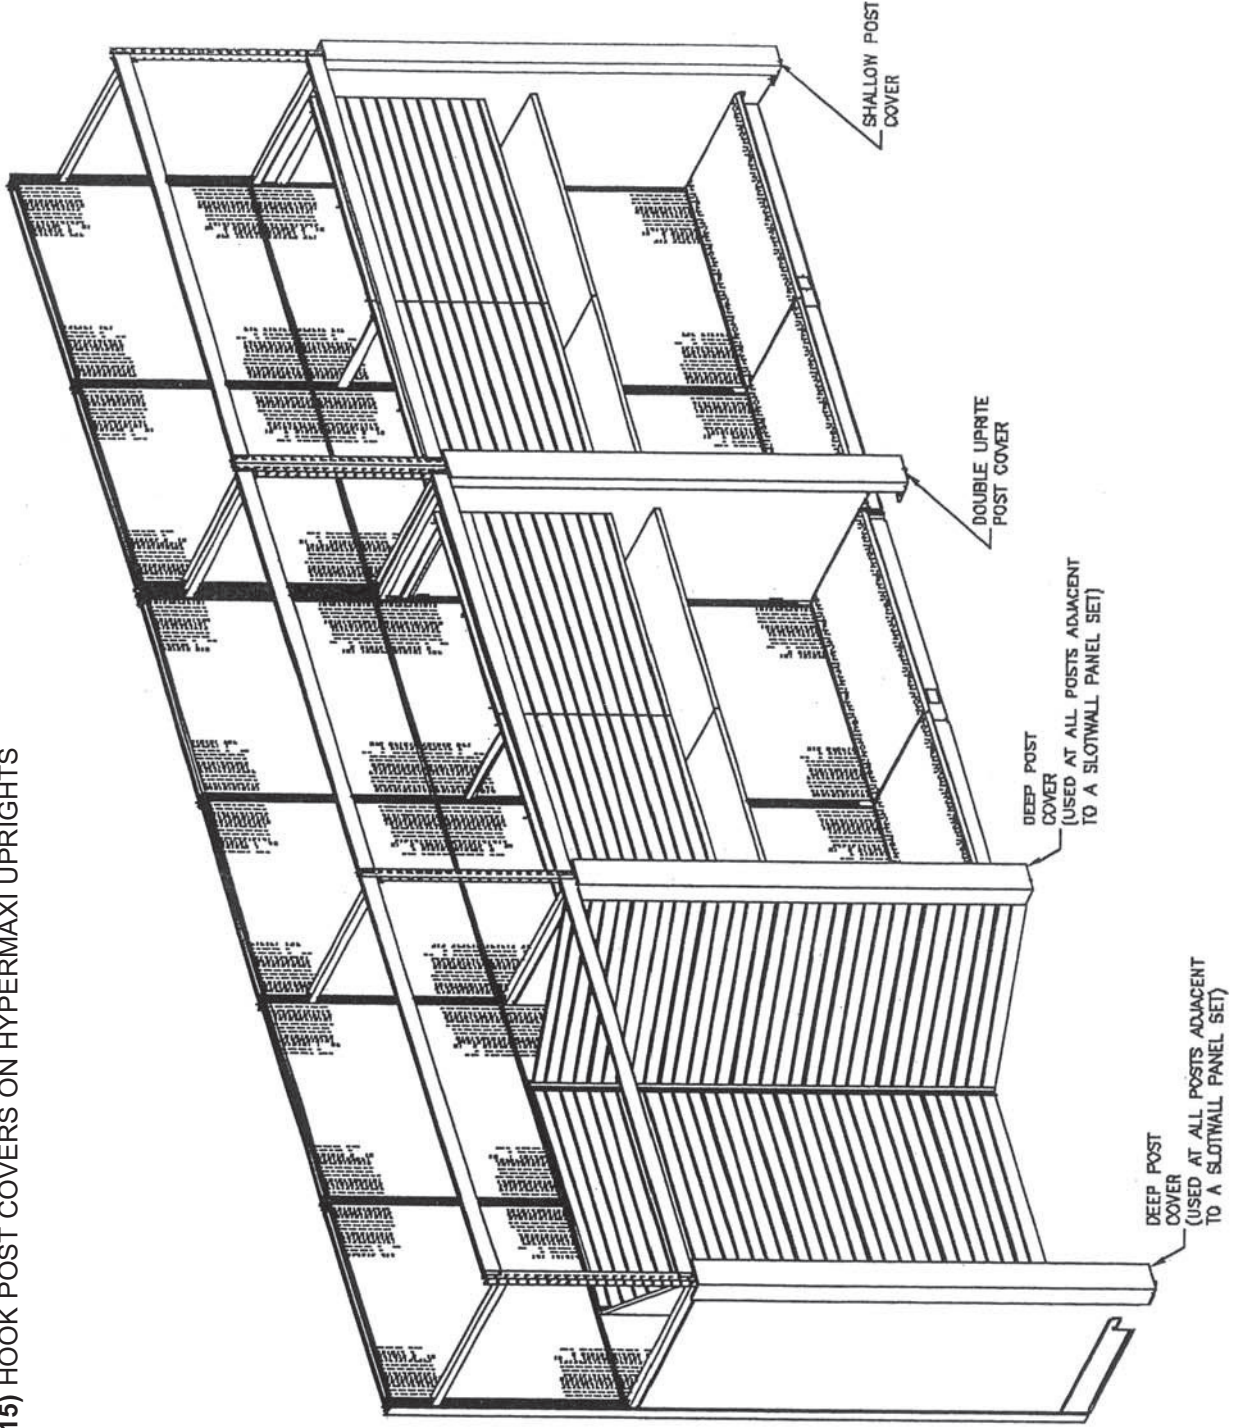 15) HOOK POST COVERS ON HYPERMAXI UPRIGHTS
SHALLOW POST
COVER
DOUBLE UPRITE
POST COVER
DEEP POST
COVER
(USED AT ALL POSTS ADJACENT
TO A SLOTWALL PANEL SET)
DEEP POST
COVER
(USED AT ALL POSTS ADJACENT
TO A SLOTWALL PANEL SET)